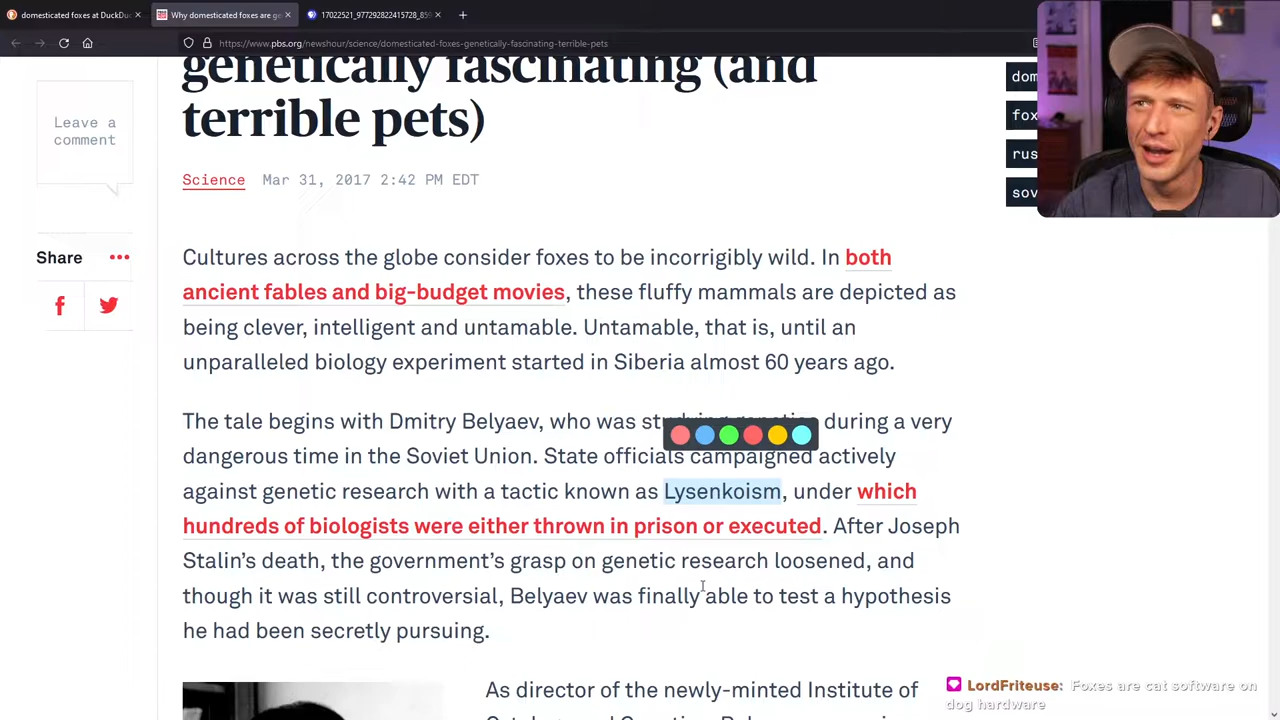 domesticated foxes at DuckDu
Why domesticated foxes are ge
17022521_977292822415728_859
https://www.pbs.org/newshour/science/domesticated-foxes-genetically-fascinating-terrible-pets
genetically fascinating (and
terrible pets)
Leave a
comment
Science Mar 31, 2017 2:42 PM EDT
Share
dom
fox
rus
sov
Cultures across the globe consider foxes to be incorrigibly wild. In both
ancient fables and big-budget movies, these fluffy mammals are depicted as
being clever, intelligent and untamable. Untamable, that is, until an
unparalleled biology experiment started in Siberia almost 60 years ago.
The tale begins with Dmitry Belyaev, who was studying genetics during a very
dangerous time in the Soviet Union. State officials campaigned actively
against genetic research with a tactic known as Lysenkoism, under which
hundreds of biologists were either thrown in prison or executed. After Joseph
Stalin’s death, the government’s grasp on genetic research loosened, and
though it was still controversial, Belyaev was finally able to test a hypothesis
he had been secretly pursuing.
As director of the newly-minted Institute of
LordFriteuse: Foxes are cat software on
dog hardware